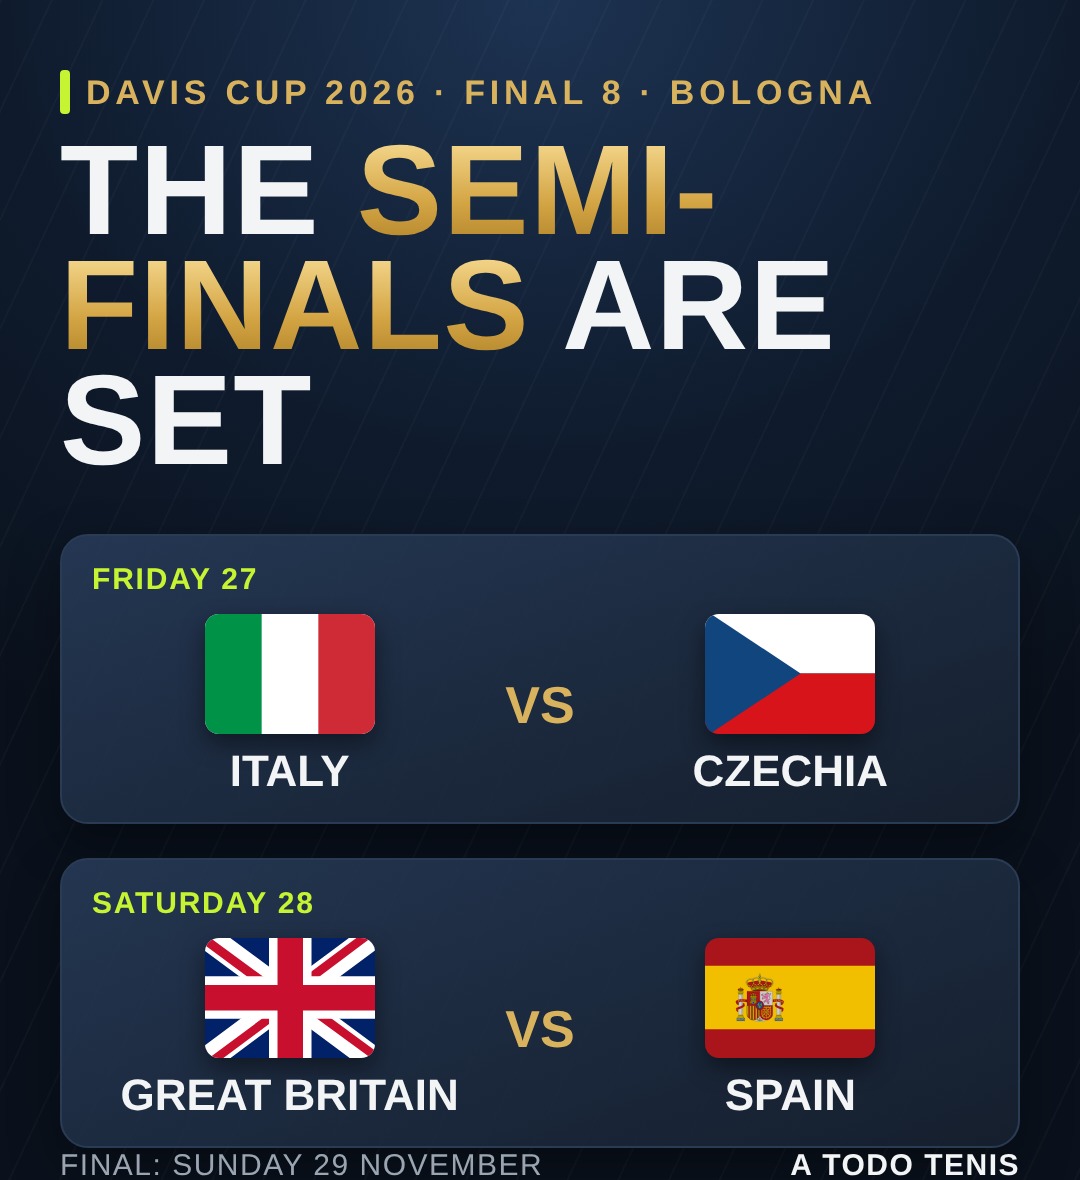 DAVIS CUP 2026 · FINAL 8 · BOLOGNA
THE SEMI-
FINALS ARE
SET
FRIDAY 27
VS
ITALY
CZECHIA
SATURDAY 28
VS
GREAT BRITAIN
SPAIN
FINAL: SUNDAY 29 NOVEMBER
A TODO TENIS